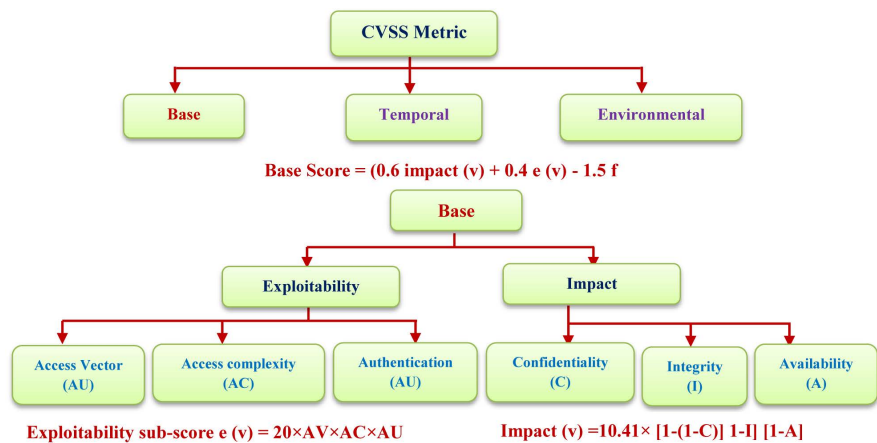 CVSS Metric
Base
Temporal
Environmental
Base Score = (0.6 impact (v) + 0.4 e (v) - 1.5 f
Base
Exploitability
Impact
Access Vector
(AU)
Access complexity
(AC)
Authentication
(AU)
Confidentiality
(C)
Integrity
(I)
Availability
(A)
Exploitability sub-score e (v) = 20×AV×AC×AU
Impact (v) =10.41× [1-(1-C)] 1-I] [1-A]